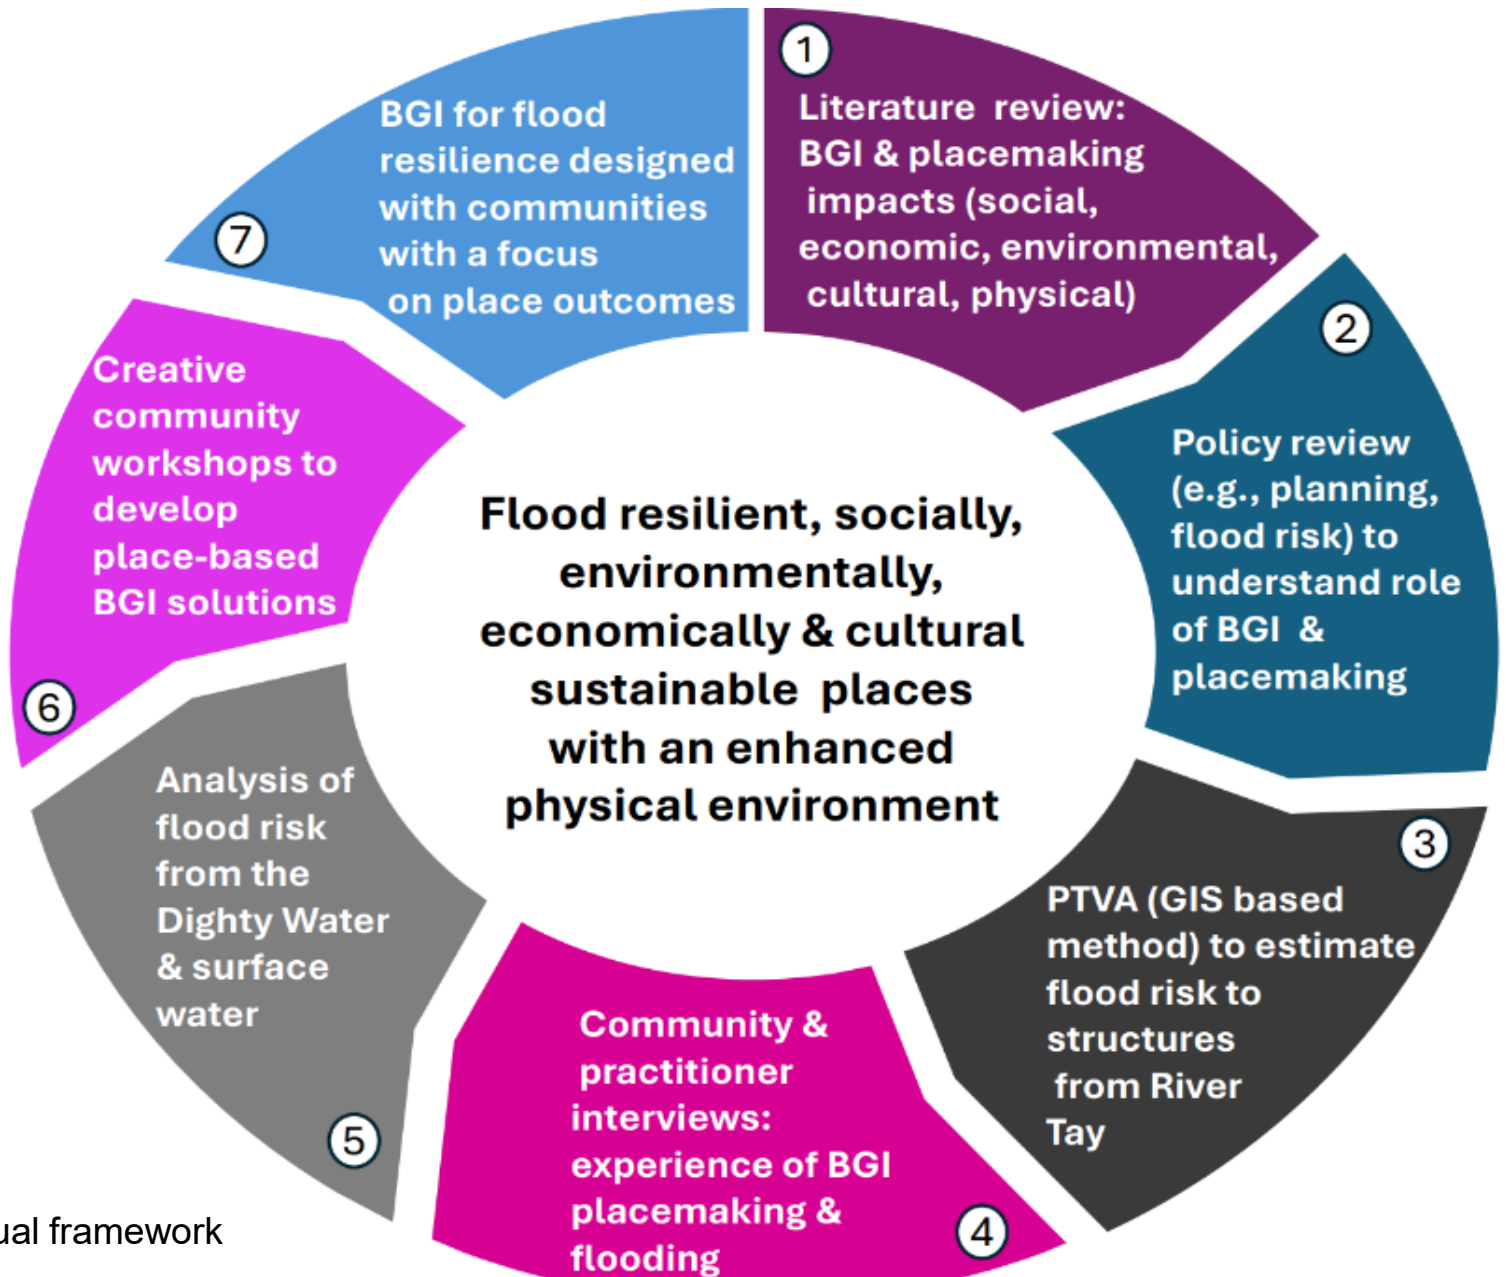 1
Literature review:
BGI & placemaking
impacts (social,
economic, environmental,
cultural, physical)
2
Policy review
(e.g., planning,
flood risk) to
understand role
of BGI &
placemaking
3
PTVA (GIS based
method) to estimate
flood risk to
structures
from River
Tay
4
Community &
practitioner
interviews:
experience of BGI
placemaking &
flooding
5
Analysis of
flood risk
from the
Dighty Water
& surface
water
6
Creative
community
workshops to
develop
place-based
BGI solutions
7
BGI for flood
resilience designed
with communities
with a focus
on place outcomes
Flood resilient, socially,
environmentally,
economically & cultural
sustainable places
with an enhanced
physical environment
framework